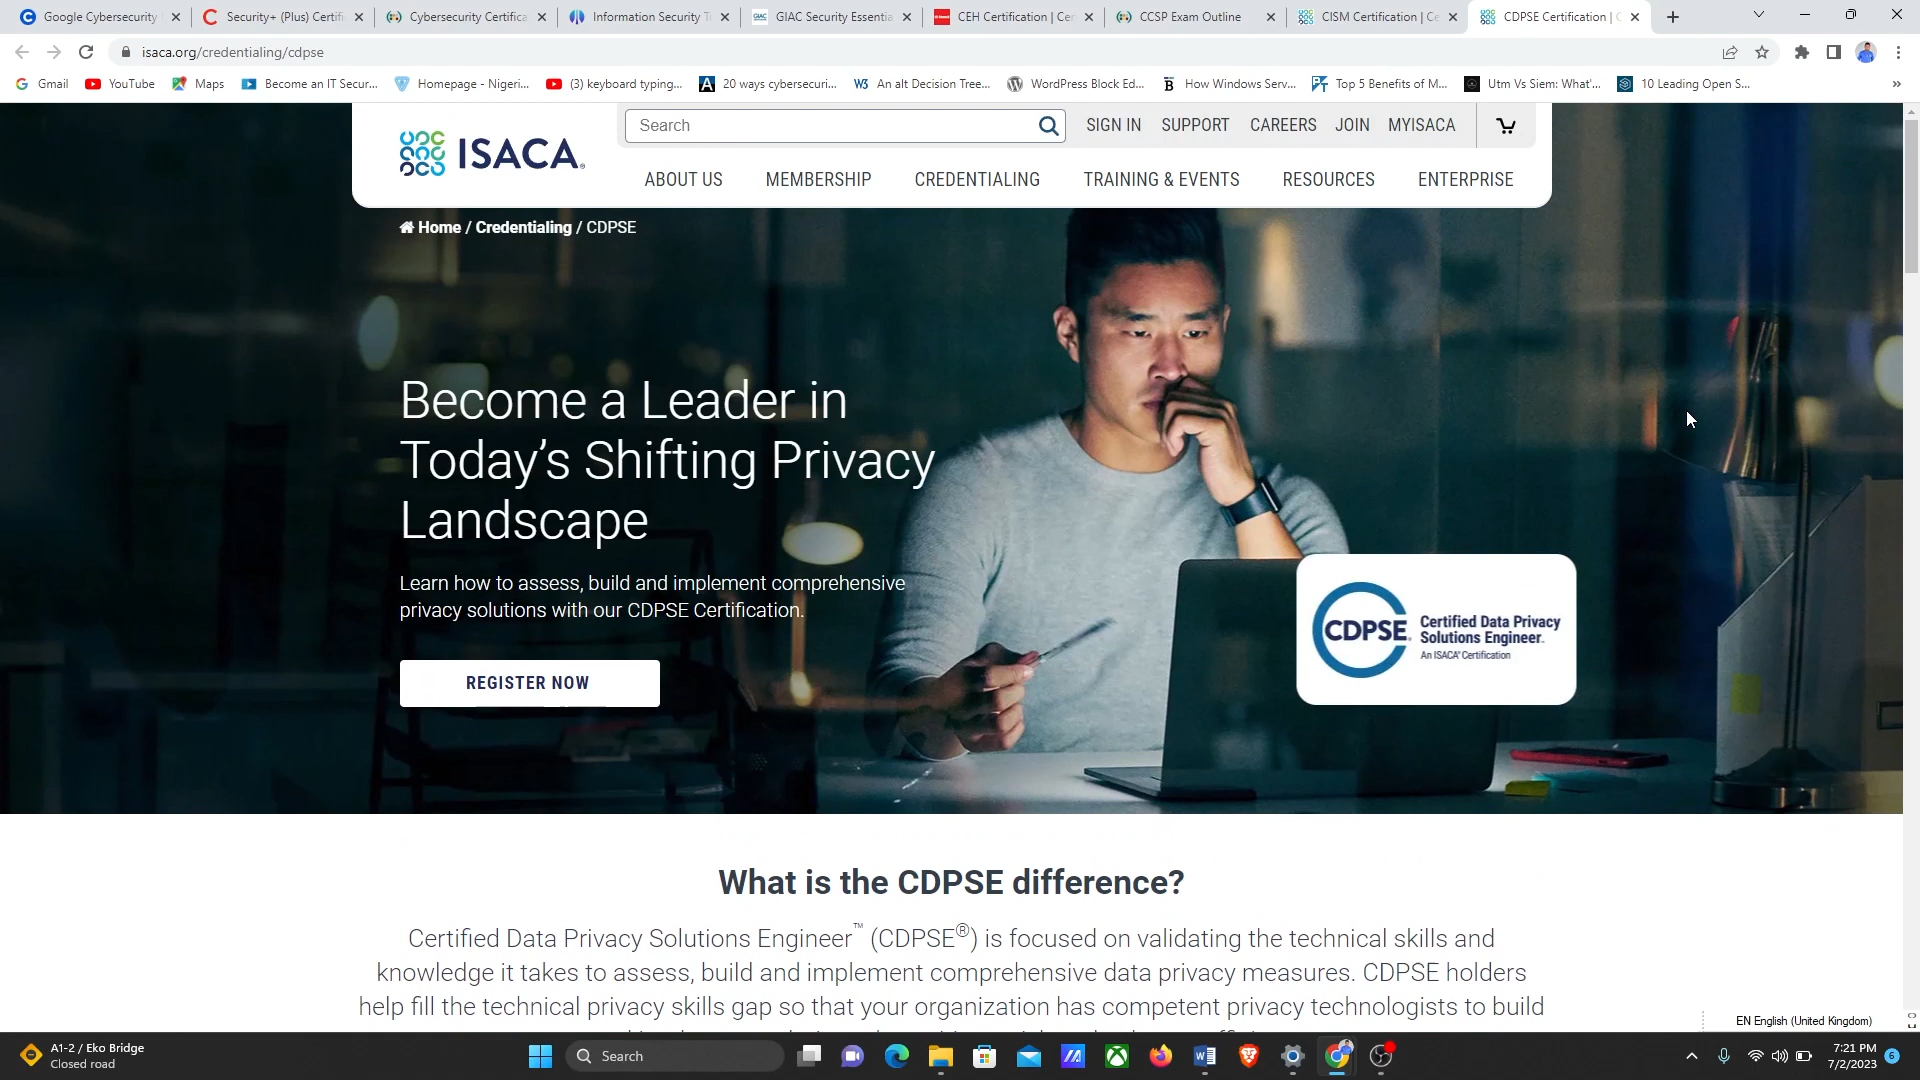 Google Cybersecurity
Security+ (Plus) Certifi
Cybersecurity Certifica
Information Security T
GIAC Security Essentia
CEH Certification | Cer
CCSP Exam Outline
CISM Certification | Ce
CDPSE Certification | C
isaca.org/credentialing/cdpse
Gmail
YouTube
Maps
Become an IT Secur...
Homepage - Nigeri...
(3) keyboard typing...
20 ways cybersecuri...
An alt Decision Tree...
WordPress Block Ed...
How Windows Serv...
Top 5 Benefits of M...
Utm Vs Siem: What'...
10 Leading Open S...
»
ISACA
Search
SIGN IN
SUPPORT
CAREERS
JOIN
MYISACA
ABOUT US
MEMBERSHIP
CREDENTIALING
TRAINING & EVENTS
RESOURCES
ENTERPRISE
Home / Credentialing / CDPSE
Become a Leader in
Today’s Shifting Privacy
Landscape
Learn how to assess, build and implement comprehensive
privacy solutions with our CDPSE Certification.
REGISTER NOW
CDPSE
Certified Data Privacy
Solutions Engineer™
An ISACA® Certification
What is the CDPSE difference?
Certified Data Privacy Solutions Engineer™ (CDPSE®) is focused on validating the technical skills and
knowledge it takes to assess, build and implement comprehensive data privacy measures. CDPSE holders
help fill the technical privacy skills gap so that your organization has competent privacy technologists to build
EN English (United Kingdom)
A1-2 / Eko Bridge
Closed road
Search
7:21 PM
7/2/2023
6